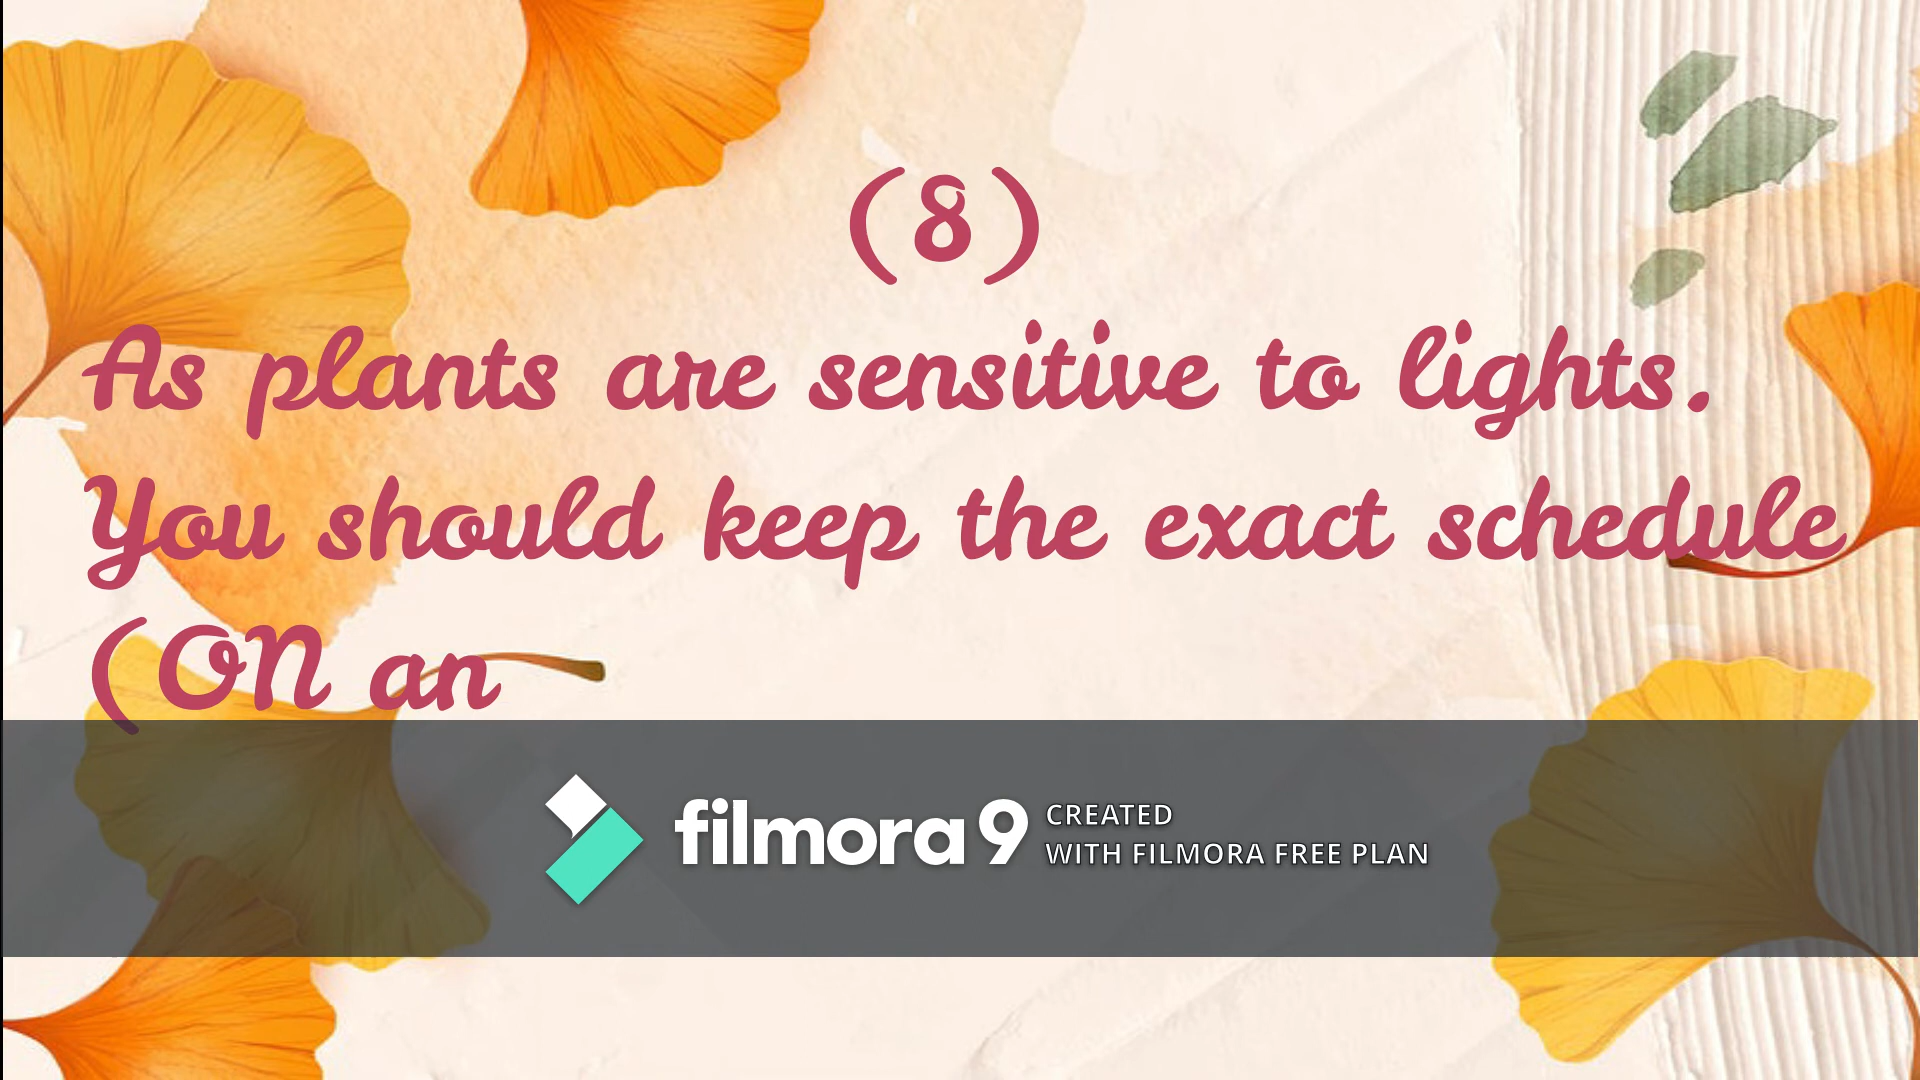 (8)
As plants are sensitive to lights.
You should keep the exact schedule
(ON an
filmora 9
CREATED
WITH FILMORA FREE PLAN